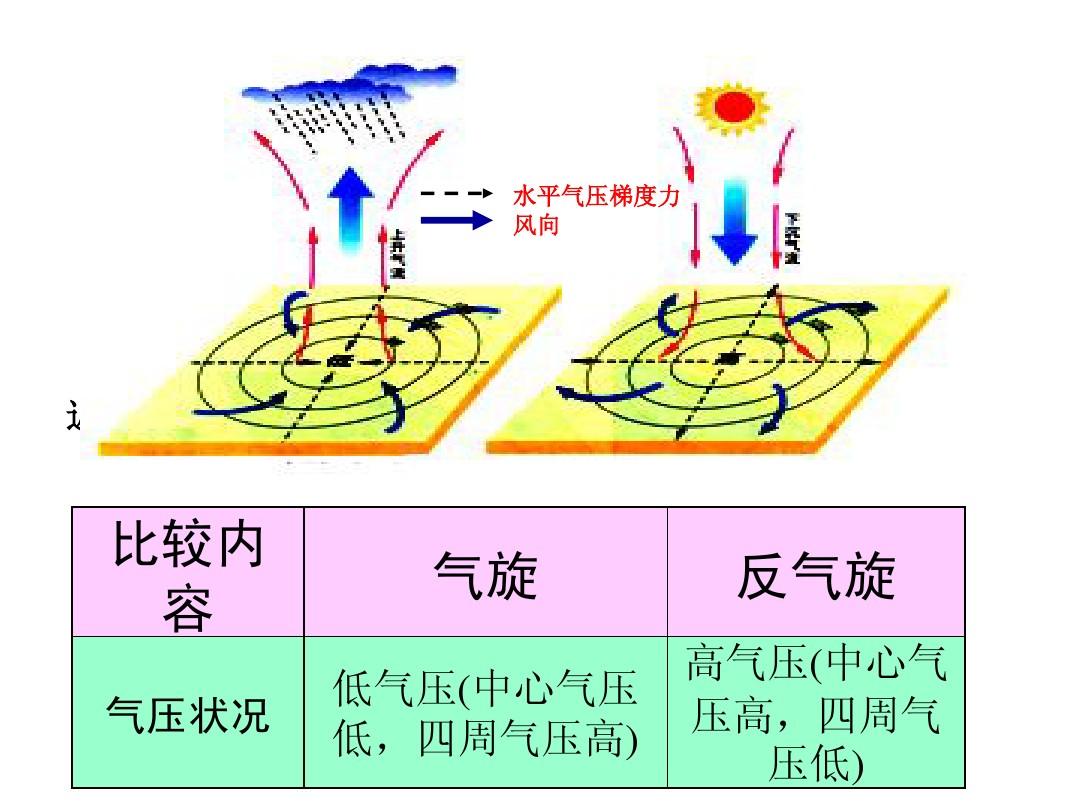 水平气压梯度力
风向
上升气流
下沉气流
比较内
容
气旋
反气旋
气压状况
低气压(中心气压
低，四周气压高)
高气压(中心气
压高，四周气
压低)